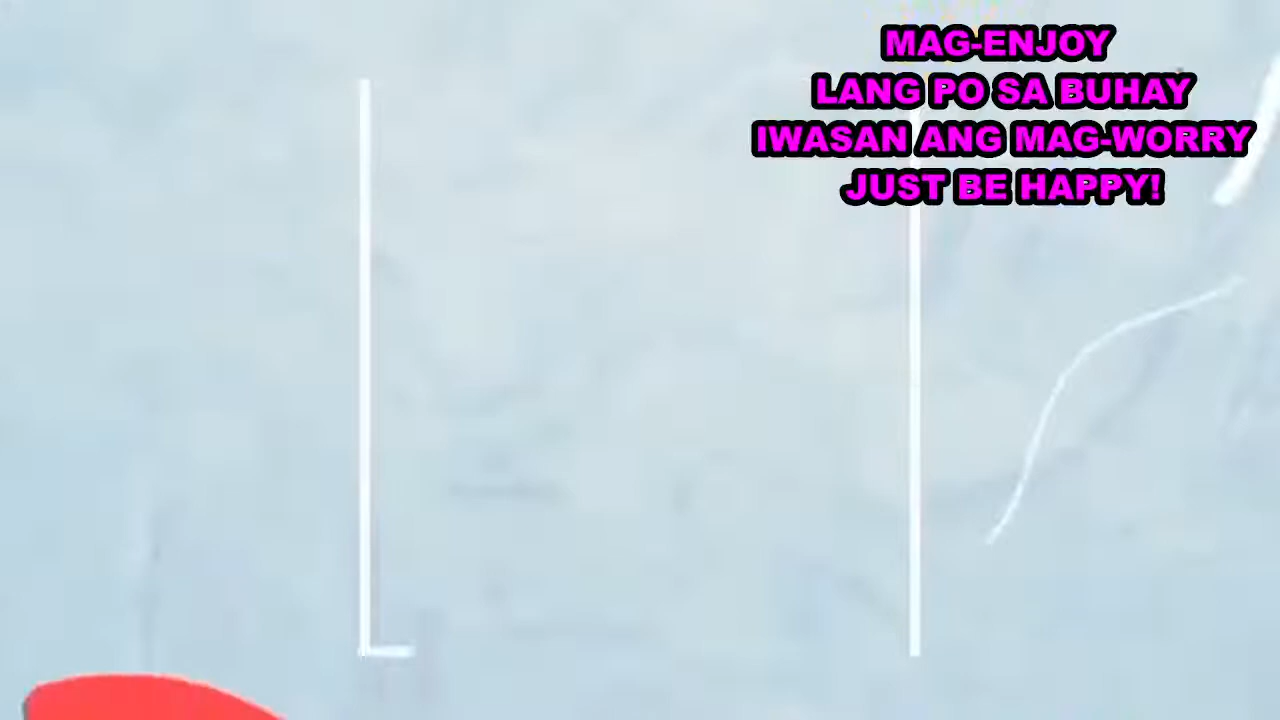 MAG-ENJOY
LANG PO SA BUHAY
IWASAN ANG MAG-WORRY
JUST BE HAPPY!